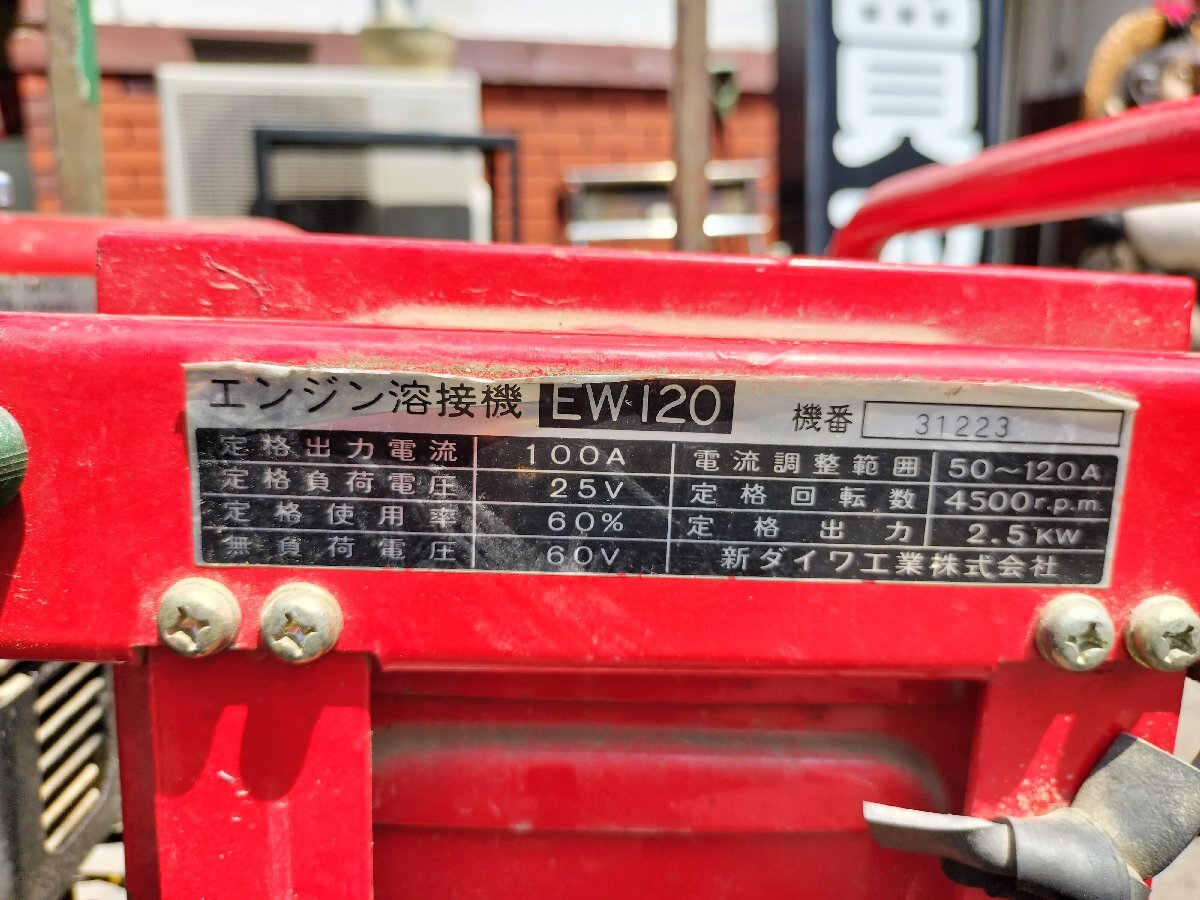 エンジン溶接機 EW-120 機番 31223
定格出力電流 100A 電流調整範囲 50～120A
定格負荷電圧 25V 定格回転数 4500r.p.m
定格使用率 60% 定格出力 2.5KW
無負荷電圧 60V 新ダイワ工業株式会社
買